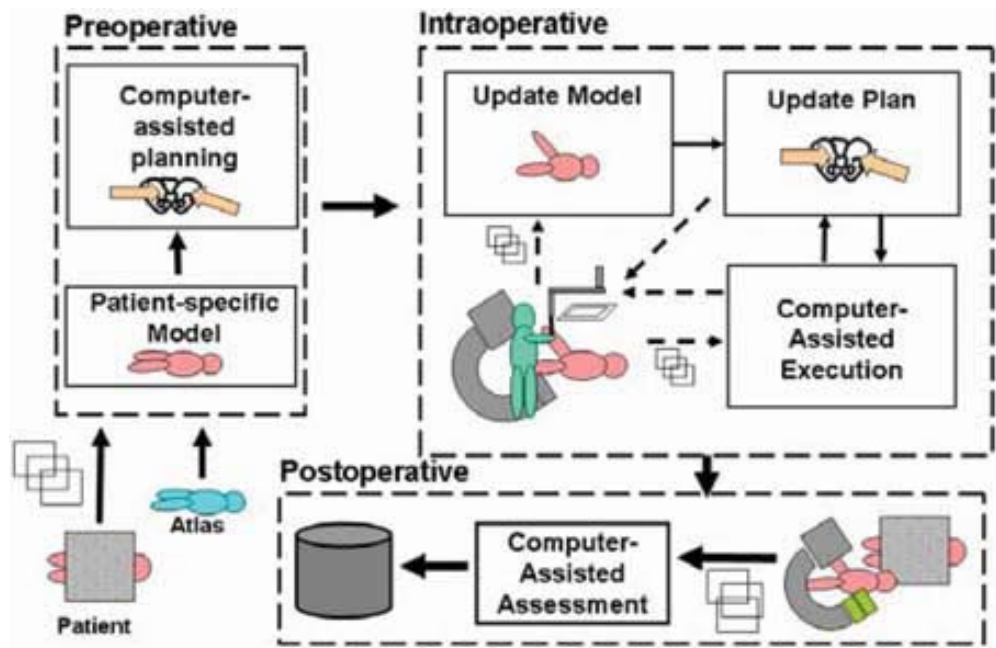 Preoperative
Computer-
assisted
planning
Patient-specific
Model
Atlas
Patient
Intraoperative
Update Model
Update Plan
Computer-
Assisted
Execution
Postoperative
Computer-
Assisted
Assessment